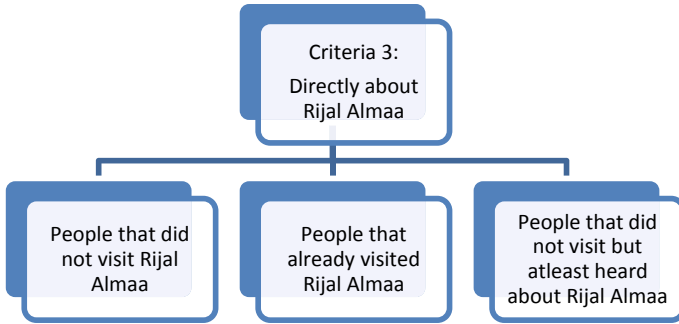 Criteria 3:
Directly about
Rijal Almaa
People that did
not visit Rijal
Almaa
People that
already visited
Rijal Almaa
People that did
not visit but
atleast heard
about Rijal Almaa